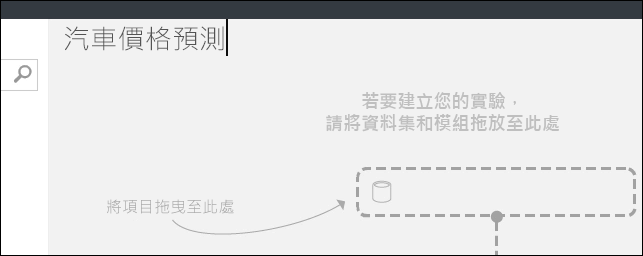 汽車價格預測
若要建立您的實驗，
請將資料集和模組拖放至此處
將項目拖曳至此處